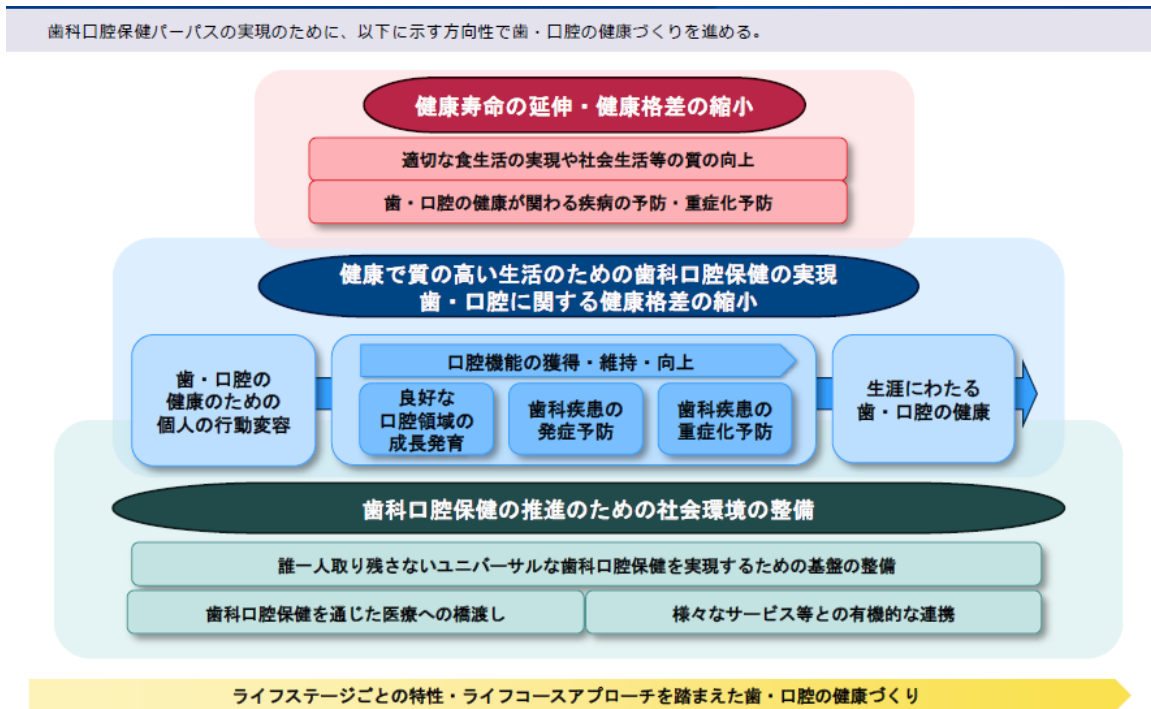 歯科口腔保健パーパスの実現のために、以下に示す方向性で歯・口腔の健康づくりを進める。
健康寿命の延伸・健康格差の縮小
適切な食生活の実現や社会生活等の質の向上
歯・口腔の健康が関わる疾病の予防・重症化予防
健康で質の高い生活のための歯科口腔保健の実現
歯・口腔に関する健康格差の縮小
歯・口腔の
健康のための
個人の行動変容
口腔機能の獲得・維持・向上
良好な
口腔領域の
成長発育
歯科疾患の
発症予防
歯科疾患の
重症化予防
生涯にわたる
歯・口腔の健康
歯科口腔保健の推進のための社会環境の整備
誰一人取り残さないユニバーサルな歯科口腔保健を実現するための基盤の整備
歯科口腔保健を通じた医療への橋渡し
様々なサービス等との有機的な連携
ライフステージごとの特性・ライフコースアプローチを踏まえた歯・口腔の健康づくり